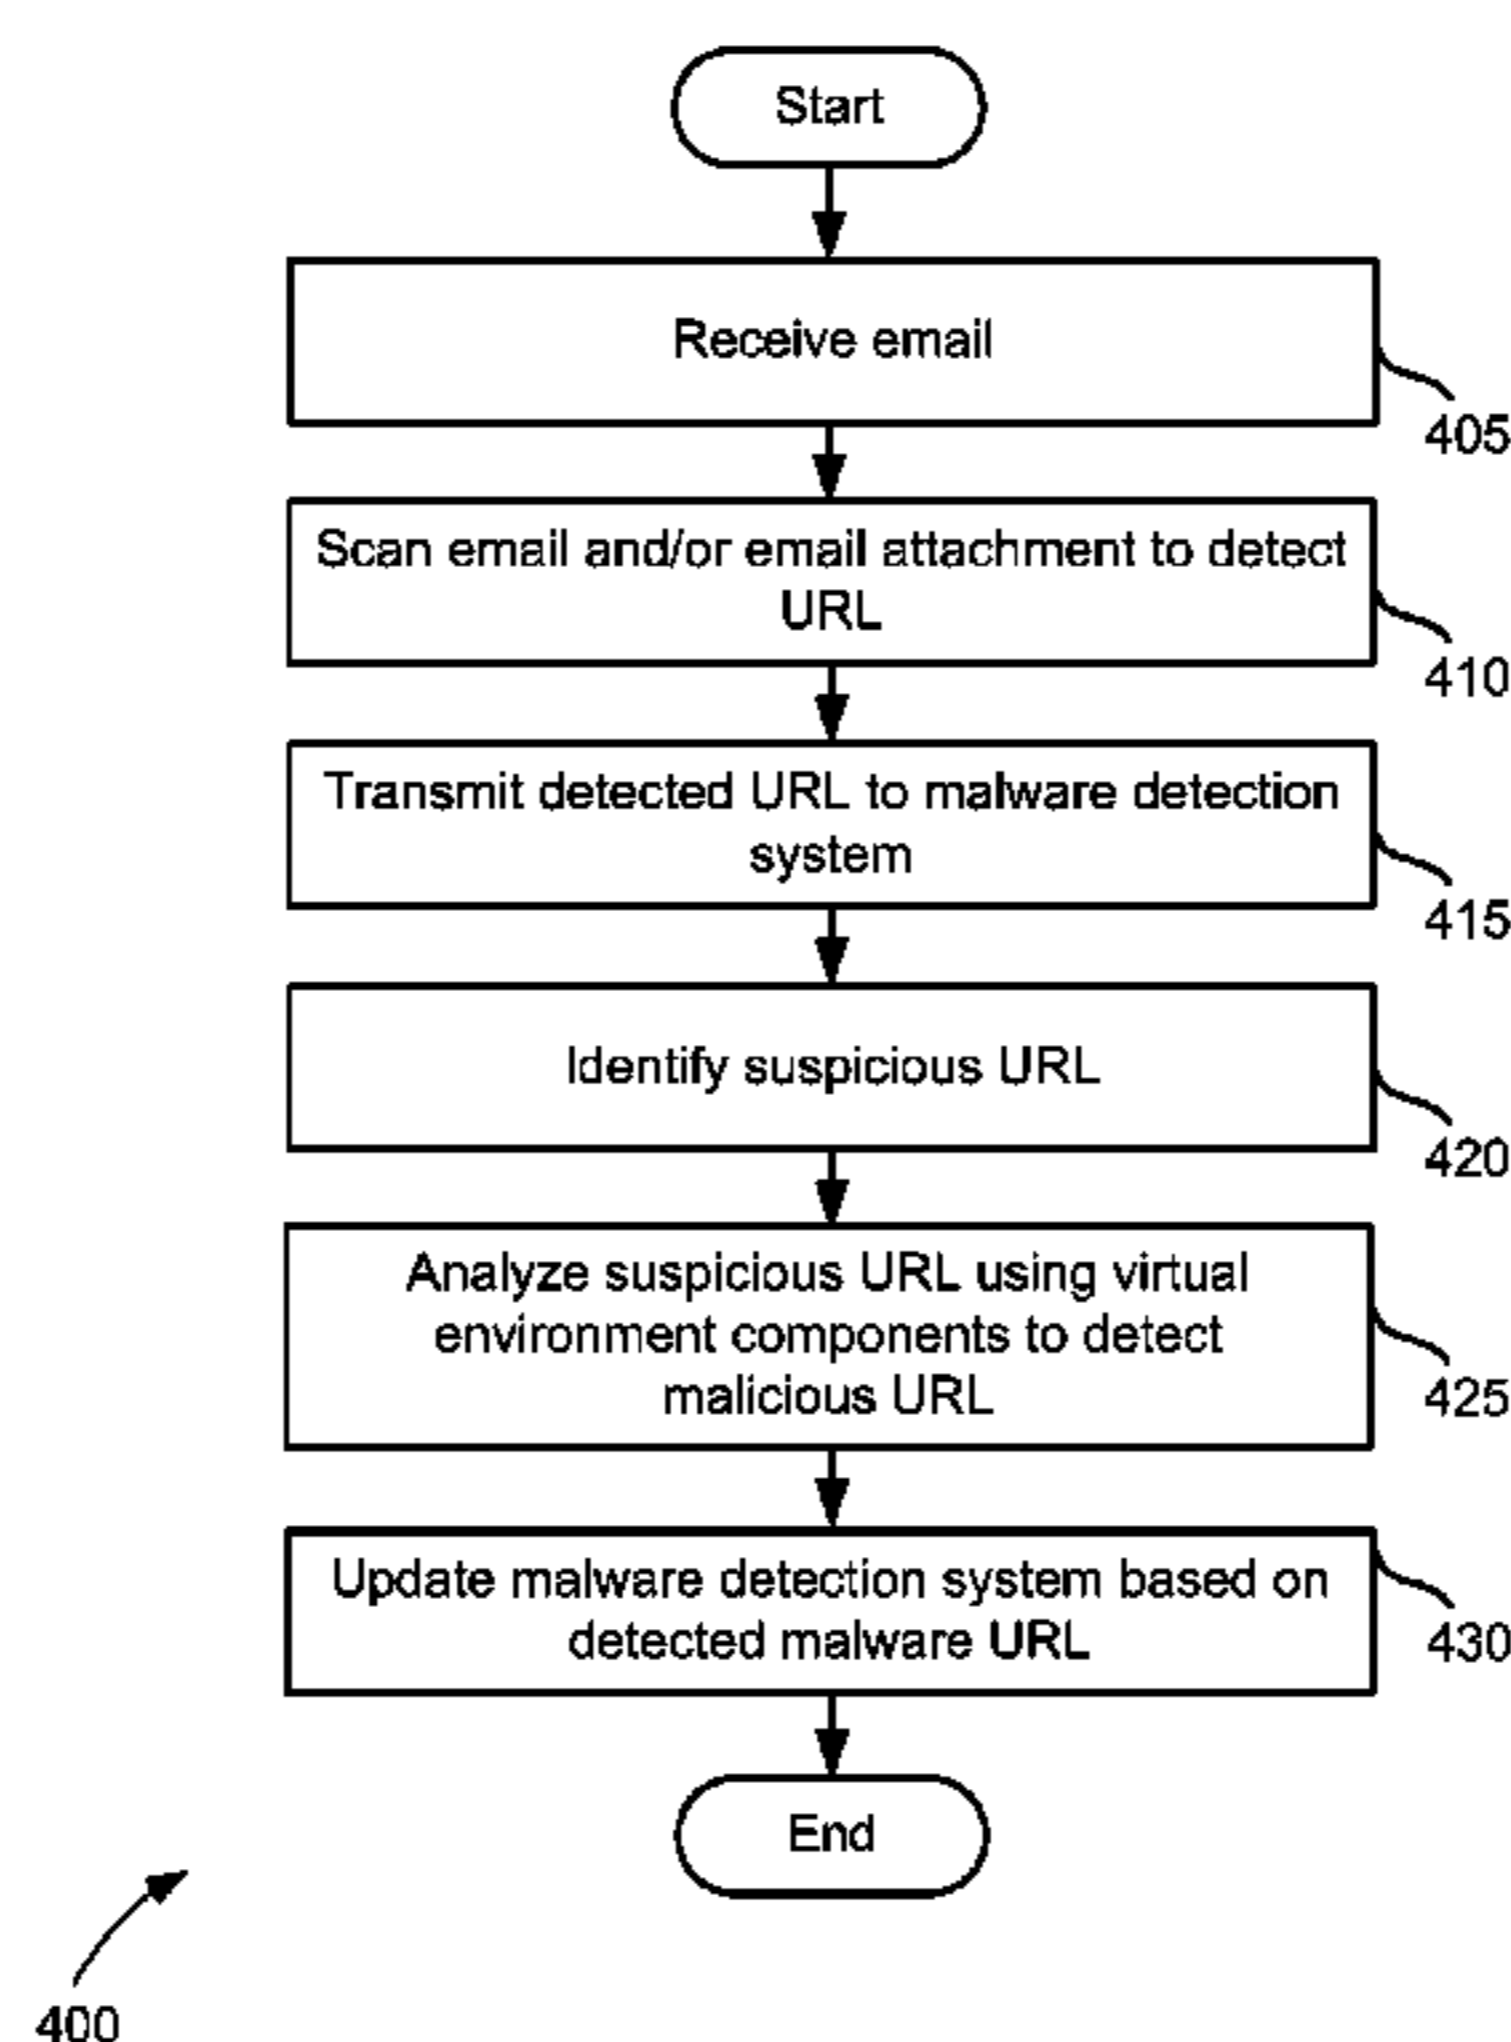 Start
Receive email
405
Scan email and/or email attachment to detect
URL
410
Transmit detected URL to malware detection
system
415
Identify suspicious URL
420
Analyze suspicious URL using virtual
environment components to detect
malicious URL
425
Update malware detection system based on
detected malware URL
430
End
400